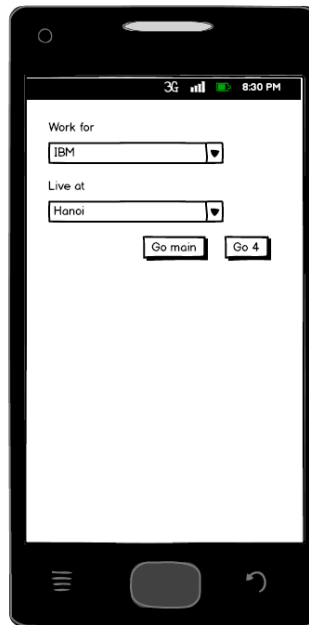 3G 8:30 PM
Work for
IBM
Live at
Hanoi
Go main Go 4